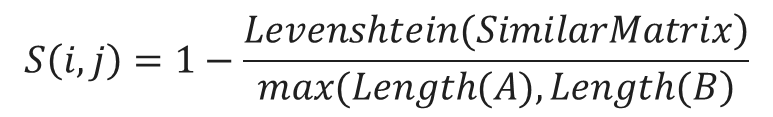 S(i,j) = 1 − Levenshtein(SimilarMatrix)
max(Length(A), Length(B)